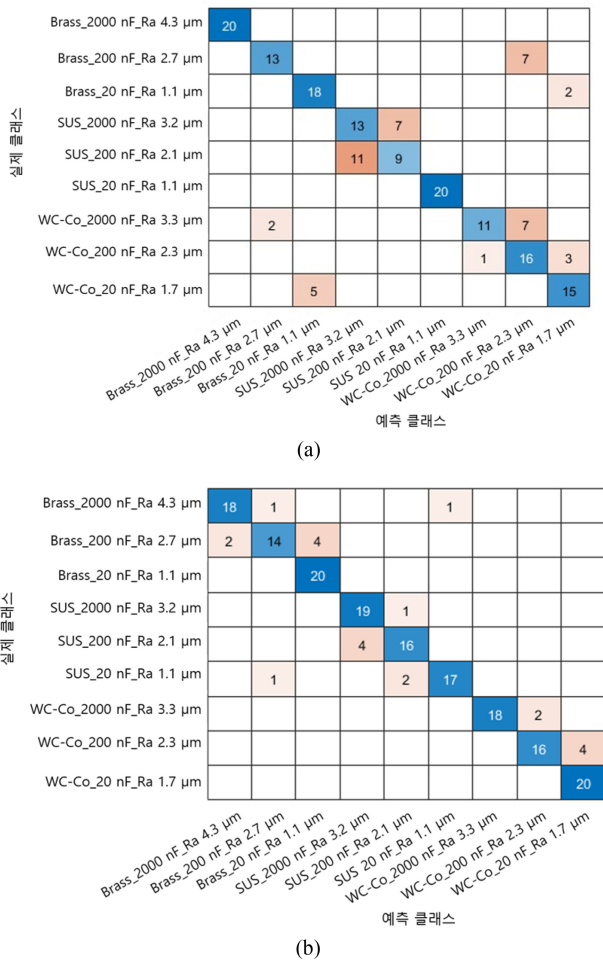 Brass_2000 nF_Ra 4.3 μm 20
Brass_200 nF_Ra 2.7 μm 13 7
Brass_20 nF_Ra 1.1 μm 18 2
SUS_2000 nF_Ra 3.2 μm 13 7
SUS_200 nF_Ra 2.1 μm 11 9
SUS_20 nF_Ra 1.1 μm 20
WC-Co_2000 nF_Ra 3.3 μm 2 11 7
WC-Co_200 nF_Ra 2.3 μm 1 16 3
WC-Co_20 nF_Ra 1.7 μm 5 15
실제 클래스
Brass_2000 nF_Ra 4.3 μm
Brass_200 nF_Ra 2.7 μm
Brass_20 nF_Ra 1.1 μm
SUS_2000 nF_Ra 3.2 μm
SUS_200 nF_Ra 2.1 μm
SUS_20 nF_Ra 1.1 μm
WC-Co_2000 nF_Ra 3.3 μm
WC-Co_200 nF_Ra 2.3 μm
WC-Co_20 nF_Ra 1.7 μm
예측 클래스
(a)
Brass_2000 nF_Ra 4.3 μm 18 1 1
Brass_200 nF_Ra 2.7 μm 2 14 4
Brass_20 nF_Ra 1.1 μm 20
SUS_2000 nF_Ra 3.2 μm 19 1
SUS_200 nF_Ra 2.1 μm 4 16
SUS_20 nF_Ra 1.1 μm 1 2 17
WC-Co_2000 nF_Ra 3.3 μm 18 2
WC-Co_200 nF_Ra 2.3 μm 16 4
WC-Co_20 nF_Ra 1.7 μm 20
실제 클래스
Brass_2000 nF_Ra 4.3 μm
Brass_200 nF_Ra 2.7 μm
Brass_20 nF_Ra 1.1 μm
SUS_2000 nF_Ra 3.2 μm
SUS_200 nF_Ra 2.1 μm
SUS_20 nF_Ra 1.1 μm
WC-Co_2000 nF_Ra 3.3 μm
WC-Co_200 nF_Ra 2.3 μm
WC-Co_20 nF_Ra 1.7 μm
예측 클래스
(b)